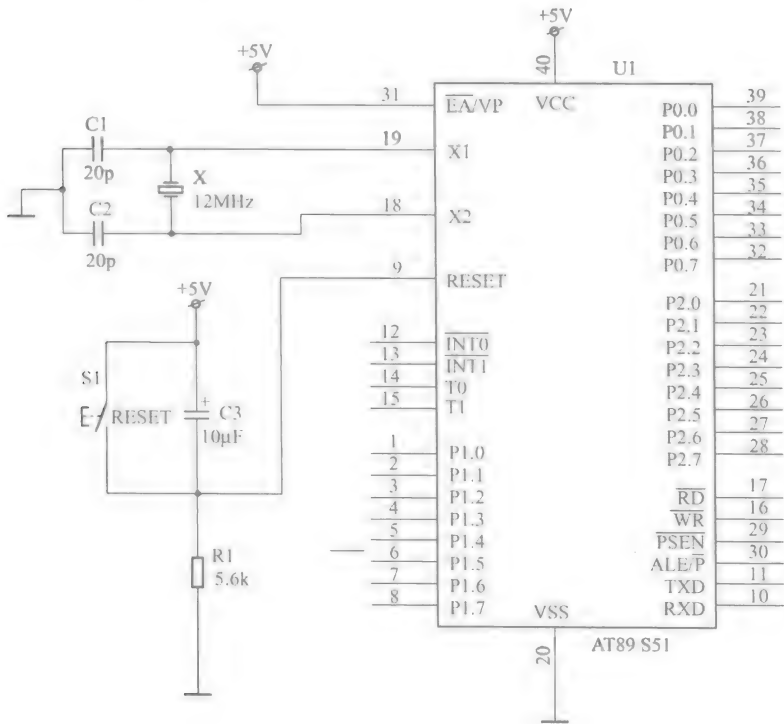 +5V
+5V
40
U1
31
EA/VP
VCC
P0.0
39
C1
20p
19
X1
P0.1
38
P0.2
37
X
12MHz
P0.3
36
P0.4
35
C2
20p
18
X2
P0.5
34
P0.6
33
P0.7
32
9
RESET
+5V
P2.0
21
P2.1
22
12
INT0
P2.2
23
13
INT1
P2.3
24
S1
RESET
14
T0
P2.4
25
+
C3
10μF
15
T1
P2.5
26
P2.6
27
1
P1.0
P2.7
28
2
P1.1
3
P1.2
RD
17
4
P1.3
WR
16
5
P1.4
PSEN
29
R1
5.6k
6
P1.5
ALE/P
30
7
P1.6
TXD
11
8
P1.7
RXD
10
VSS
20
AT89 S51